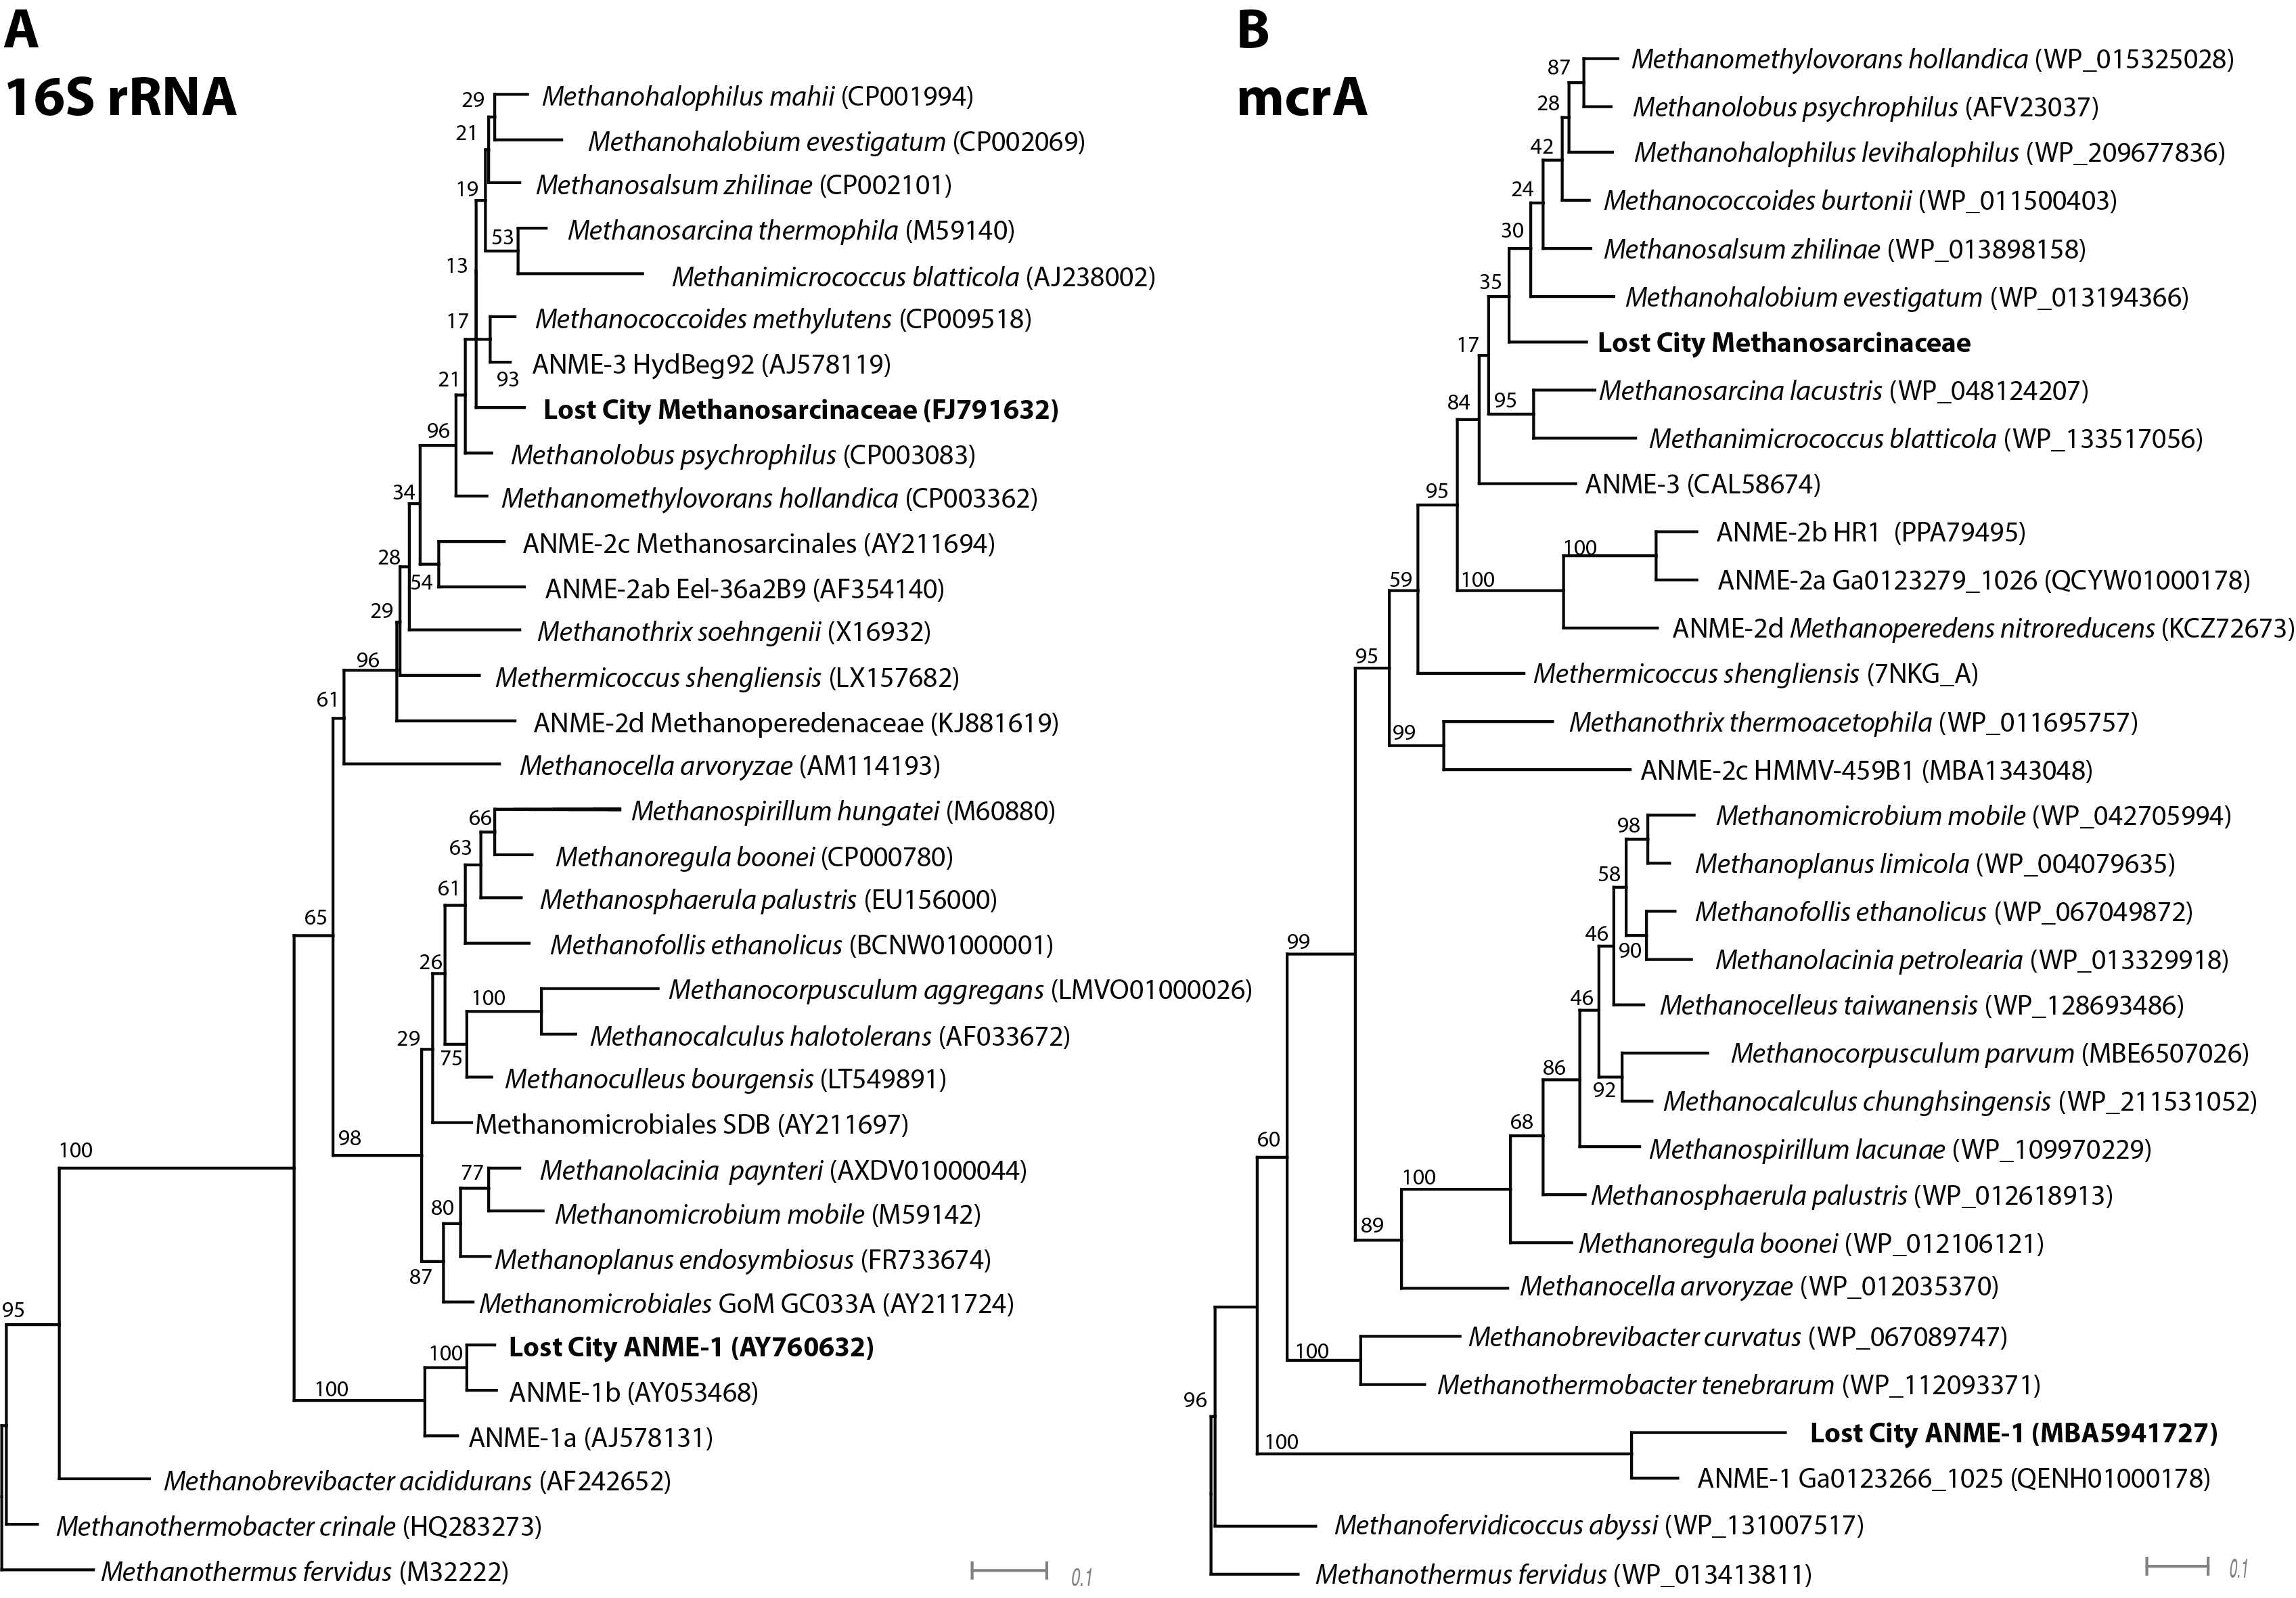 A
16S rRNA
29
Methanohalophilus mahii (CP001994)
21
Methanohalobium evestigatum (CP002069)
19
Methanosalsum zhilinae (CP002101)
53
Methanosarcina thermophila (M59140)
13
Methanimicrococcus blatticola (AJ238002)
17
Methanococcoides methylutens (CP009518)
ANME-3 HydBeg92 (AJ578119)
21
93
Lost City Methanosarcinaceae (FJ791632)
96
Methanolobus psychrophilus (CP003083)
34
Methanomethylovorans hollandica (CP003362)
28
ANME-2c Methanosarcinales (AY211694)
54
ANME-2ab Eel-36a2B9 (AF354140)
29
Methanothrix soehngenii (X16932)
96
Methermicoccus shengliensis (LX157682)
61
ANME-2d Methanoperedenaceae (KJ881619)
Methanocella arvoryzae (AM114193)
66
Methanospirillum hungatei (M60880)
63
Methanoregula boonei (CP000780)
61
Methanosphaerula palustris (EU156000)
65
Methanofollis ethanolicus (BCNW01000001)
26
100
Methanocorpusculum aggregans (LMVO01000026)
29
Methanocalculus halotolerans (AF033672)
75
Methanoculleus bourgensis (LT549891)
98
Methanomicrobiales SDB (AY211697)
100
77
Methanolacinia paynteri (AXDV01000044)
80
Methanomicrobium mobile (M59142)
87
Methanoplanus endosymbiosus (FR733674)
95
Methanomicrobiales GoM GC033A (AY211724)
100
Lost City ANME-1 (AY760632)
100
ANME-1b (AY053468)
ANME-1a (AJ578131)
Methanobrevibacter acididurans (AF242652)
Methanothermobacter crinale (HQ283273)
Methanothermus fervidus (M32222)
0.1
B
mcrA
87
Methanomethylovorans hollandica (WP_015325028)
28
Methanolobus psychrophilus (AFV23037)
42
Methanohalophilus levihalophilus (WP_209677836)
24
Methanococcoides burtonii (WP_011500403)
30
Methanosalsum zhilinae (WP_013898158)
35
Methanohalobium evestigatum (WP_013194366)
17
Lost City Methanosarcinaceae
84
95
Methanosarcina lacustris (WP_048124207)
Methanimicrococcus blatticola (WP_133517056)
95
ANME-3 (CAL58674)
100
ANME-2b HR1 (PPA79495)
59
100
ANME-2a Ga0123279_1026 (QCYW01000178)
ANME-2d Methanoperedens nitroreducens (KCZ72673)
95
Methermicoccus shengliensis (7NKG_A)
99
Methanothrix thermoacetophila (WP_011695757)
ANME-2c HMMV-459B1 (MBA1343048)
98
Methanomicrobium mobile (WP_042705994)
58
Methanoplanus limicola (WP_004079635)
46
Methanofollis ethanolicus (WP_067049872)
99
90
Methanolacinia petrolearia (WP_013329918)
46
Methanocelleus taiwanensis (WP_128693486)
86
Methanocorpusculum parvum (MBE6507026)
92
Methanocalculus chunghsingensis (WP_211531052)
60
68
Methanospirillum lacunae (WP_109970229)
100
Methanosphaerula palustris (WP_012618913)
89
Methanoregula boonei (WP_012106121)
Methanocella arvoryzae (WP_012035370)
100
Methanobrevibacter curvatus (WP_067089747)
96
Methanothermobacter tenebrarum (WP_112093371)
100
Lost City ANME-1 (MBA5941727)
ANME-1 Ga0123266_1025 (QENH01000178)
Methanofervidicoccus abyssi (WP_131007517)
Methanothermus fervidus (WP_013413811)
0.1